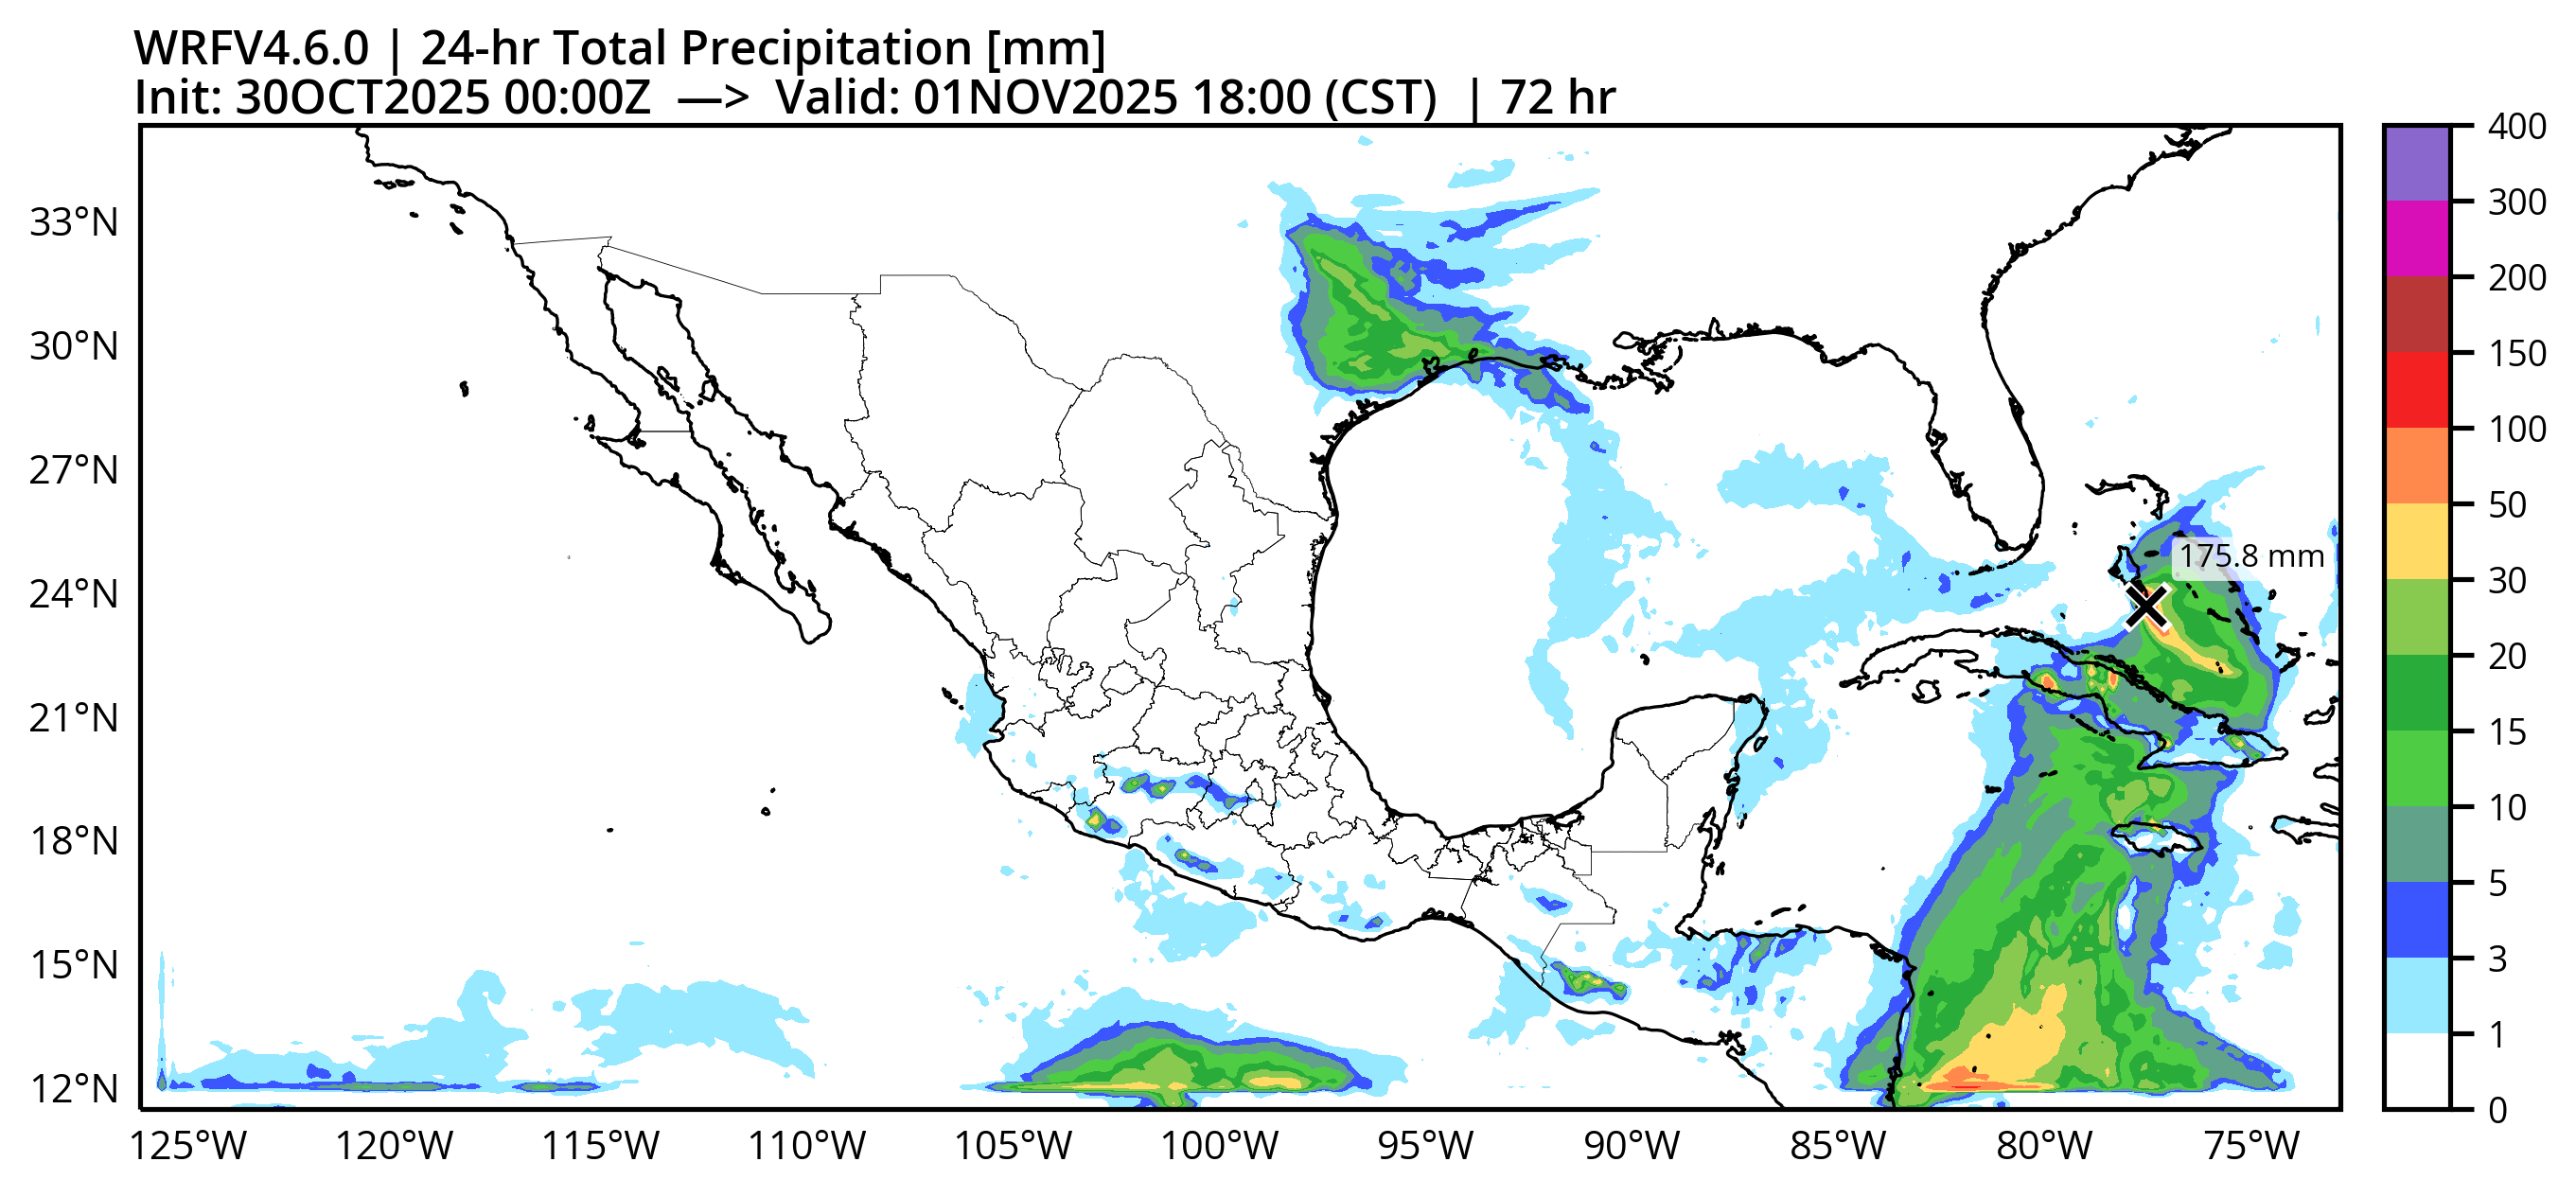 WRFV4.6.0 | 24-hr Total Precipitation [mm]
Init: 30OCT2025 00:00Z —> Valid: 01NOV2025 18:00 (CST) | 72 hr
33°N
30°N
27°N
24°N
21°N
18°N
15°N
12°N
175.8 mm
125°W 120°W 115°W 110°W 105°W 100°W 95°W 90°W 85°W 80°W 75°W
400
300
200
150
100
50
30
20
15
10
5
3
1
0